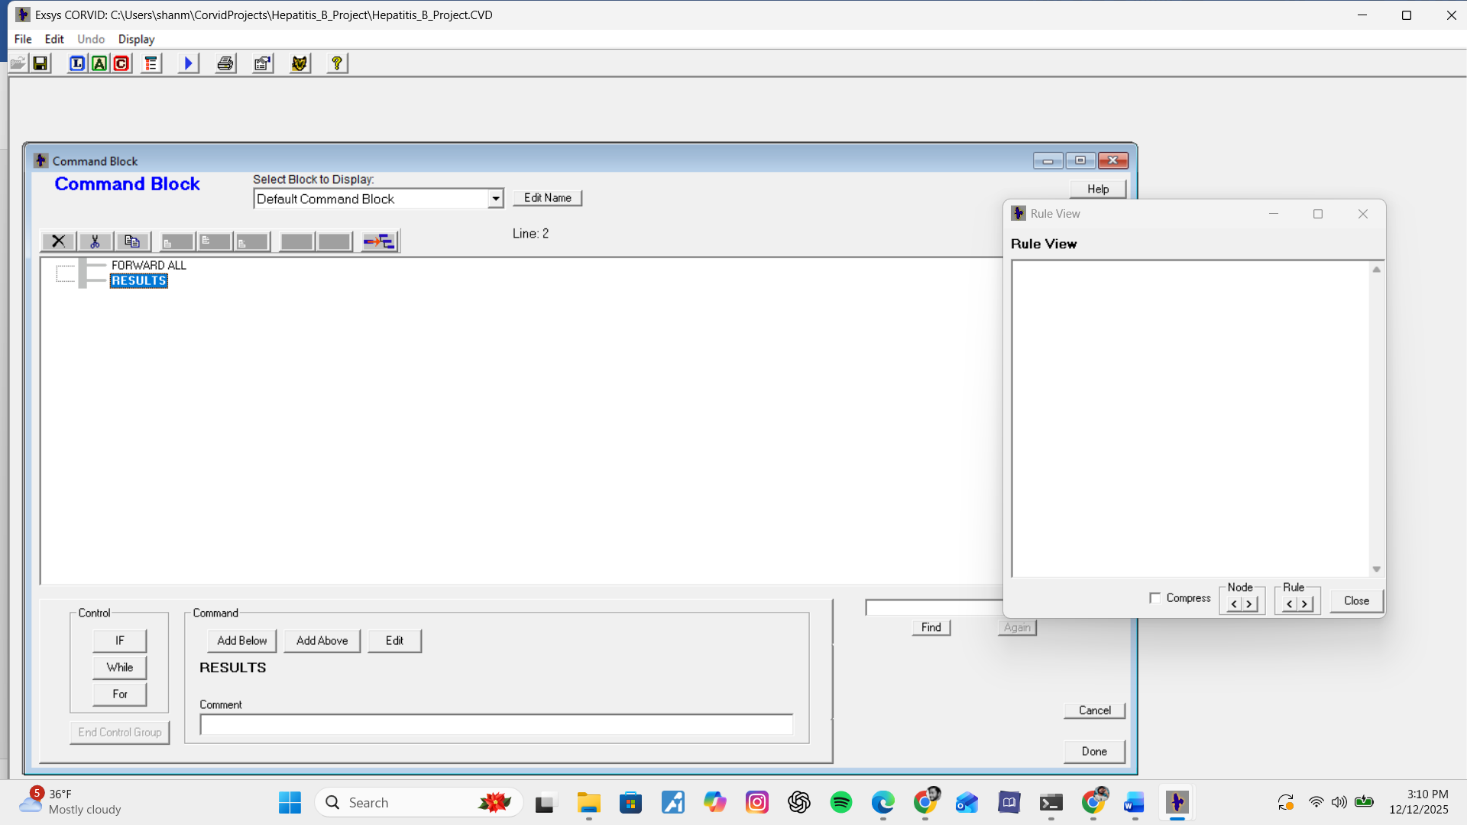 Exsys CORVID: C:\Users\shanm\CorvidProjects\Hepatitis_B_Project\Hepatitis_B_Project.CVD
File Edit Undo Display
L A C ?
Command Block
Command Block
Select Block to Display:
Default Command Block
Edit Name
Help
Line: 2
FORWARD ALL
RESULTS
Rule View
Rule View
Compress
Node
< >
Rule
< >
Close
Control
IF
While
For
End Control Group
Command
Add Below Add Above Edit
RESULTS
Comment
Find Again
Cancel
Done
5
36°F
Mostly cloudy
Search
3:10 PM
12/12/2025